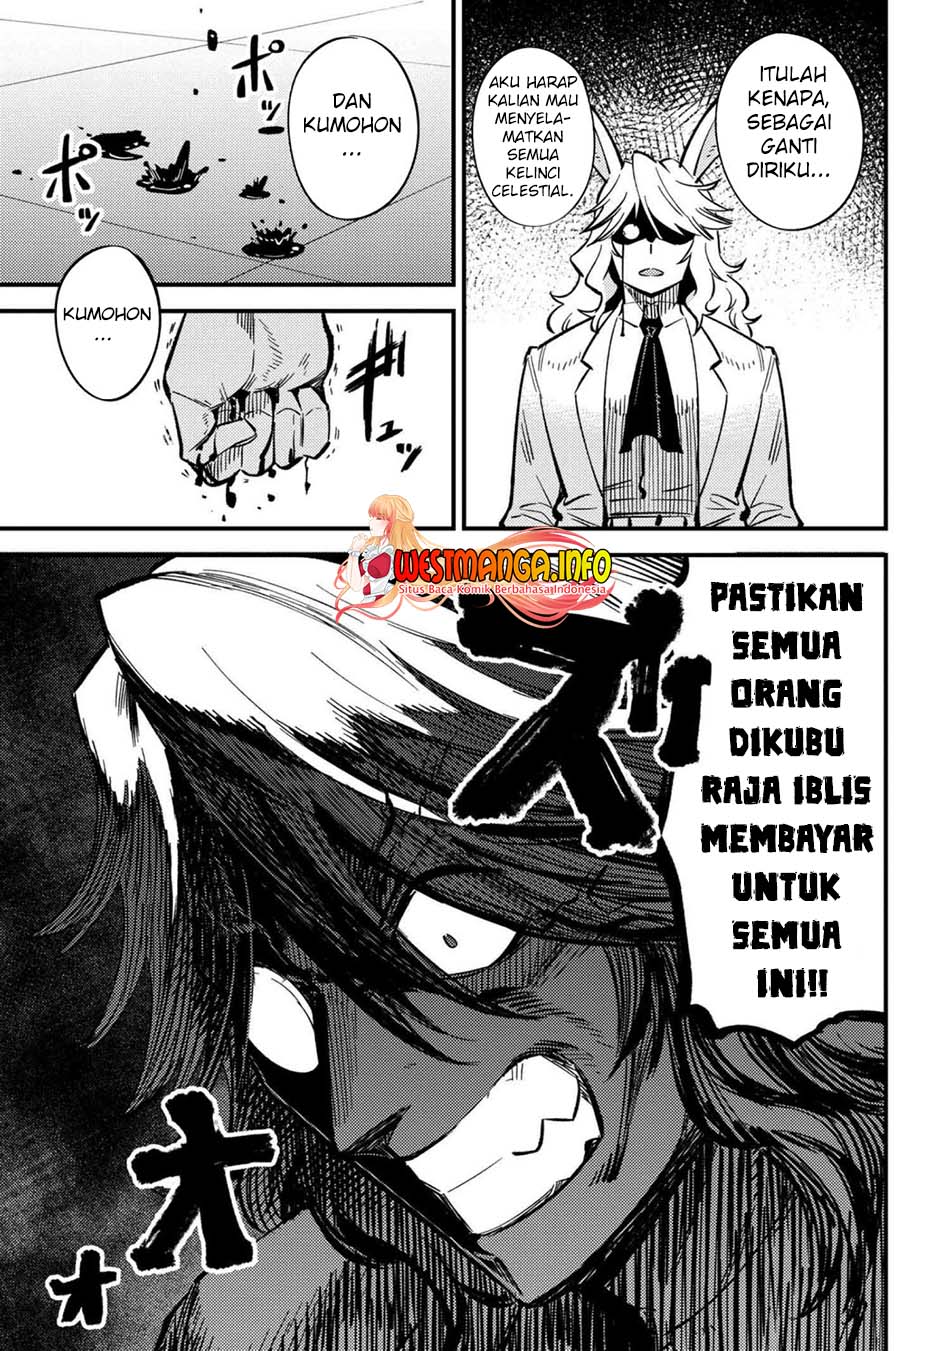 ITULAH
KENAPA,
SEBAGAI
GANTI
DIRIKU...
AKU HARAP
KALIAN MAU
MENYELA-
MATKAN
SEMUA
KELINCI
CELESTIAL.
DAN
KUMOHON
...
ポ
ポ
ッ
KUMOHON
...
ギュッ
WESTMANGA.INFO
Situs Baca Komik Berbahasa Indonesia
PASTIKAN
SEMUA
ORANG
DIKUBU
RAJA IBLIS
MEMBAYAR
UNTUK
SEMUA
INI!!
ズ
オ
オ